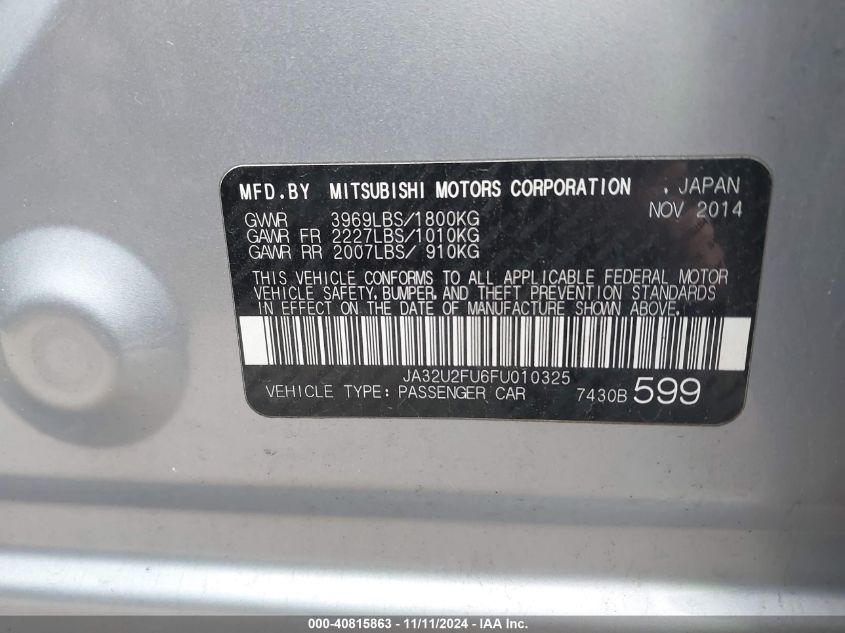 MFD.BY MITSUBISHI MOTORS CORPORATION , JAPAN
NOV 2014
GVWR 3969LBS/1800KG
GAWR FR 2227LBS/1010KG
GAWR RR 2007LBS/ 910KG
THIS VEHICLE CONFORMS TO ALL APPLICABLE FEDERAL MOTOR
VEHICLE SAFETY, BUMPER, AND THEFT PREVENTION STANDARDS
IN EFFECT ON THE DATE OF MANUFACTURE SHOWN ABOVE.
JA32U2FU6FU010325
VEHICLE TYPE: PASSENGER CAR 7430B 599
000-40815863 - 11/11/2024 - IAA Inc.